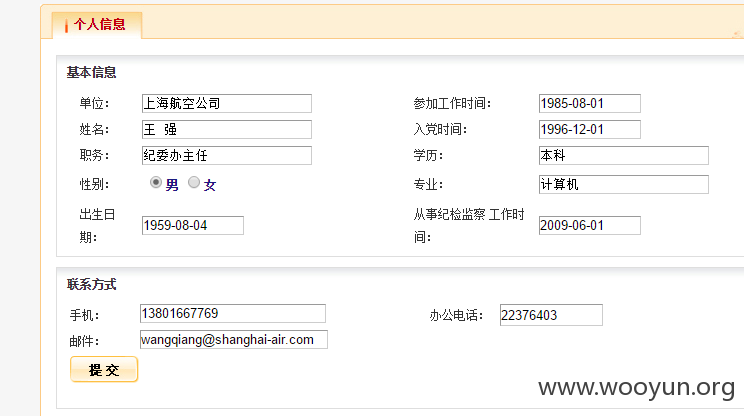 个人信息
基本信息
单位： 上海航空公司 参加工作时间： 1985-08-01
姓名： 王 强 入党时间： 1996-12-01
职务： 纪委办主任 学历： 本科
性别： 男 女 专业： 计算机
出生日期： 1959-08-04 从事纪检监察 工作时间： 2009-06-01
联系方式
手机： 13801667769 办公电话： 22376403
邮件： wangqiang@shanghai-air.com
提 交
www.wooyun.org